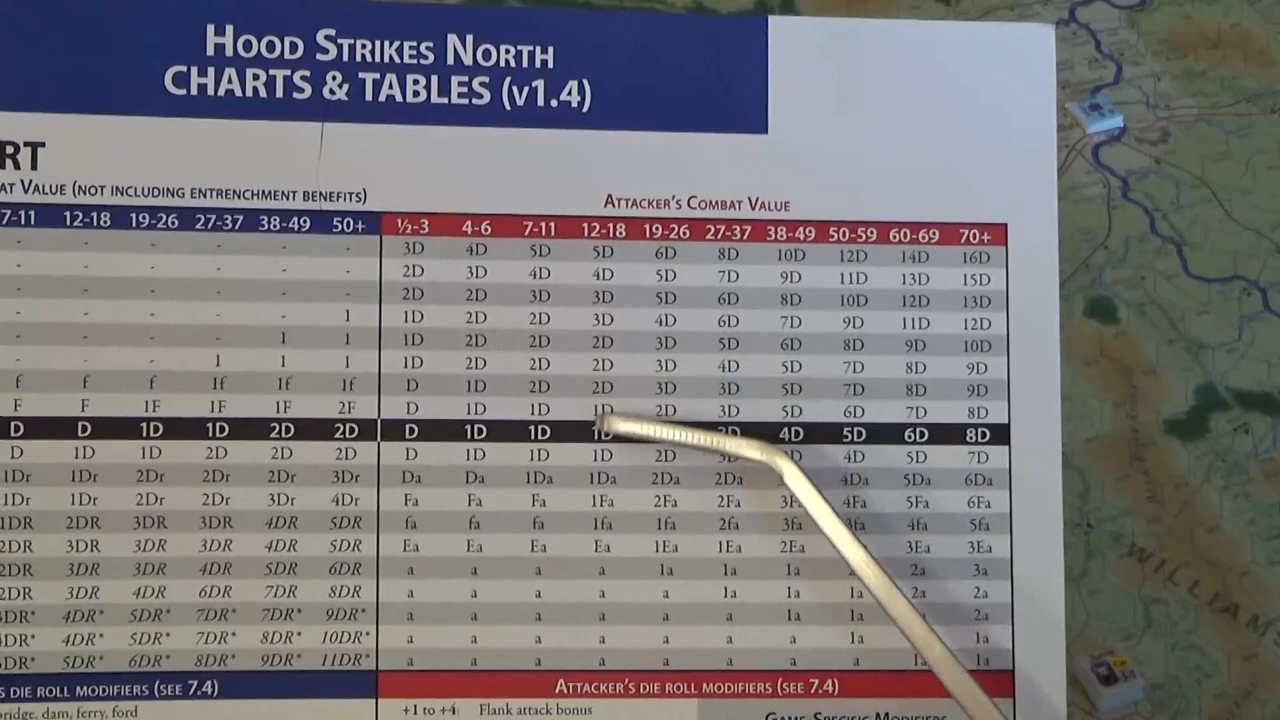 HOOD STRIKES NORTH
CHARTS & TABLES (v1.4)
RT
AT VALUE (NOT INCLUDING ENTRENCHMENT BENEFITS)
ATTACKER'S COMBAT VALUE
7-11 12-18 19-26 27-37 38-49 50+ ½-3 4-6 7-11 12-18 19-26 27-37 38-49 50-59 60-69 70+
- - - - - - 3D 4D 5D 5D 6D 8D 10D 12D 14D 16D
- - - - - - 2D 3D 4D 4D 5D 7D 9D 11D 13D 15D
- - - - - - 2D 2D 3D 3D 5D 6D 8D 10D 12D 13D
- - - - - 1 1D 2D 2D 3D 4D 6D 7D 9D 11D 12D
- - - - 1 1 1D 2D 2D 2D 3D 5D 6D 8D 9D 10D
- - - 1 1 1 1D 2D 2D 2D 3D 4D 5D 7D 8D 9D
f f f 1f 1f 1f D 1D 2D 2D 3D 3D 5D 7D 8D 9D
F F 1F 1F 1F 2F D 1D 1D 1D 2D 3D 5D 6D 7D 8D
D D 1D 1D 2D 2D D 1D 1D 1D 4D 5D 6D 8D
D 1D 1D 2D 2D 2D D 1D 1D 1D 2D 4D 5D 7D
1Dr 1Dr 2Dr 2Dr 2Dr 3Dr Da Da 1Da 1Da 2Da 2Da 4Da 5Da 6Da
1Dr 1Dr 2Dr 2Dr 3Dr 4Dr Fa Fa Fa 1Fa 2Fa 2Fa 4Fa 5Fa 6Fa
1DR 2DR 3DR 3DR 4DR 5DR fa fa fa 1fa 1fa 2fa 3fa 3fa 4fa 5fa
2DR 3DR 3DR 3DR 4DR 5DR Ea Ea Ea Ea 1Ea 1Ea 2Ea 3Ea 3Ea
2DR 3DR 3DR 4DR 5DR 6DR a a a a 1a 1a 1a 2a 3a
2DR 3DR 4DR 6DR 7DR 8DR a a a a a 1a 1a 1a 2a 2a
3DR* 4DR* 5DR* 7DR* 7DR* 9DR* a a a a a a 1a 1a 2a
4DR* 4DR* 5DR* 7DR* 8DR* 10DR* a a a a a a a 1a 1a
5DR* 5DR* 6DR* 8DR* 9DR* 11DR* a a a a a a a a 1a 1a
S DIE ROLL MODIFIERS (SEE 7.4)
ATTACKER'S DIE ROLL MODIFIERS (SEE 7.4)
ridge, dam, ferry, ford
+1 to +4 Flank attack bonus
GAME SPECIFIC MODIFIERS
WILLIAMS